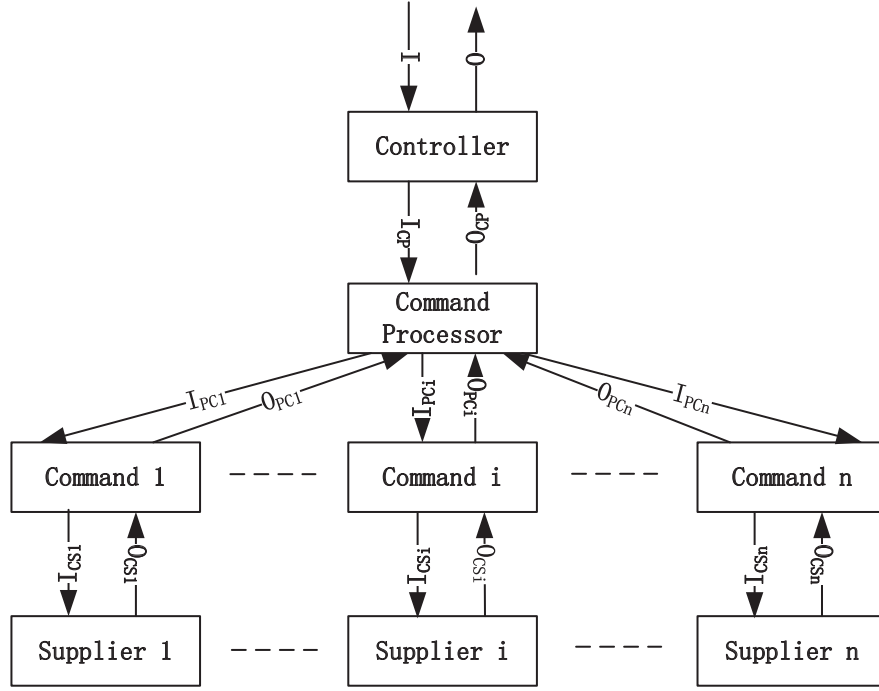 I
O
Controller
I_CP
O_CP
Command
Processor
I_PC1
O_PC1
I_PCi
O_PCi
O_PCn
I_PCn
Command 1
Command i
Command n
I_CS1
O_CS1
I_CSi
O_CSi
I_CSn
O_CSn
Supplier 1
Supplier i
Supplier n